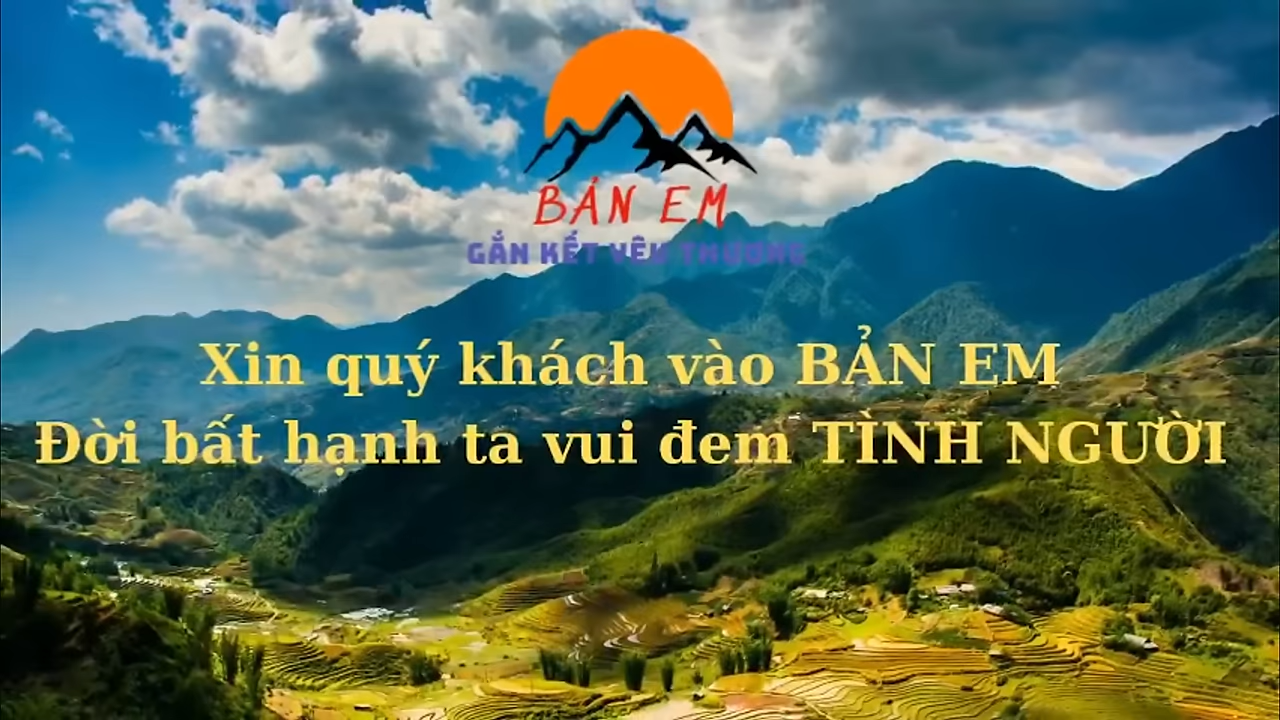 BẢN EM
GẮN KẾT YÊU THƯƠNG
Xin quý khách vào BẢN EM
Đời bất hạnh ta vui đem TÌNH NGƯỜI